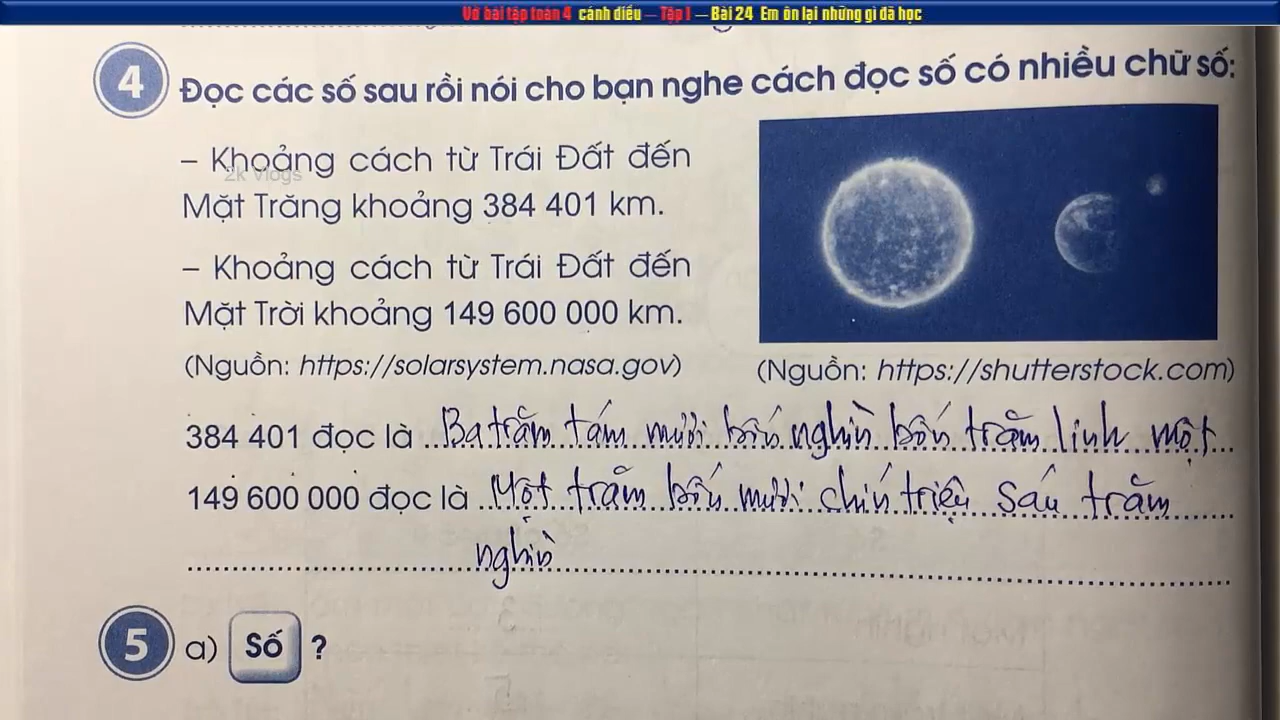 Vở bài tập toán 4 cánh diều – Tập 1 – Bài 24 Em ôn lại những gì đã học
4 Đọc các số sau rồi nói cho bạn nghe cách đọc số có nhiều chữ số:
– Khoảng cách từ Trái Đất đến
2k Vlogs
Mặt Trăng khoảng 384 401 km.
– Khoảng cách từ Trái Đất đến
Mặt Trời khoảng 149 600 000 km.
(Nguồn: https://solarsystem.nasa.gov)
(Nguồn: https://shutterstock.com)
384 401 đọc là Ba trăm tám mươi bốn nghìn bốn trăm linh một
149 600 000 đọc là Một trăm bốn mươi chín triệu sáu trăm
nghìn
5 a) Số ?